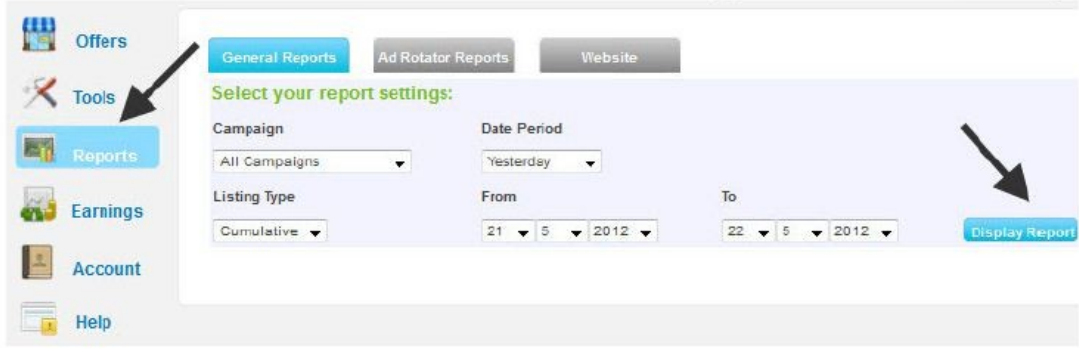 Offers
Tools
Reports
Earnings
Account
Help
General Reports Ad Rotator Reports Website
Select your report settings:
Campaign Date Period
All Campaigns Yesterday
Listing Type From To
Cumulative 21 5 2012 22 5 2012 Display Report